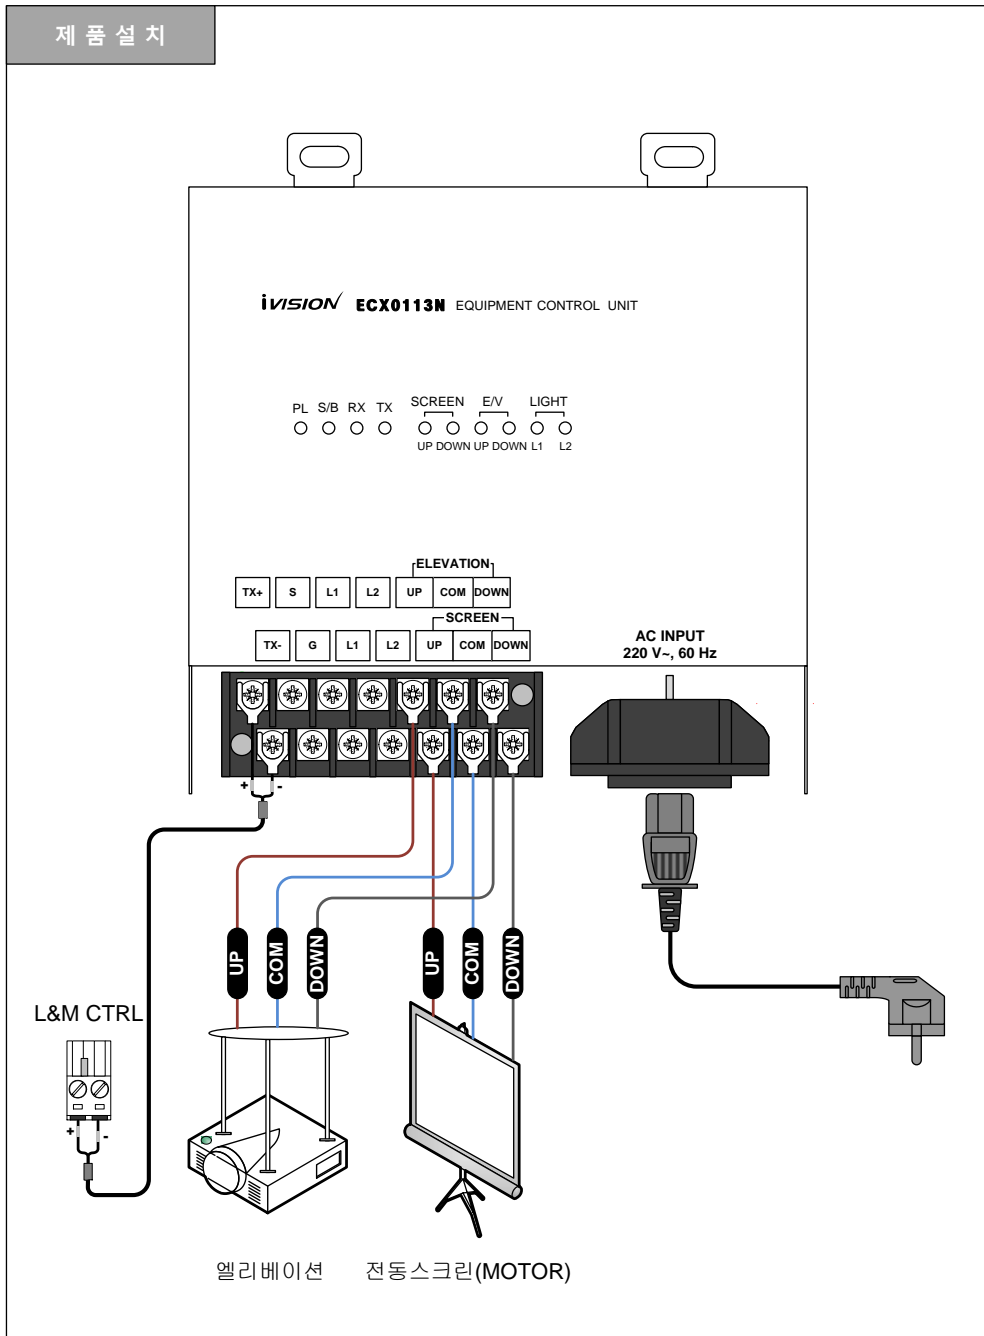 제 품 설 치
iVISION ECX0113N EQUIPMENT CONTROL UNIT
PL S/B RX TX SCREEN E/V LIGHT
UP DOWN UP DOWN L1 L2
ELEVATION
TX+ S L1 L2 UP COM DOWN
SCREEN
TX- G L1 L2 UP COM DOWN
AC INPUT
220 V~, 60 Hz
+ -
UP COM DOWN UP COM DOWN
L&M CTRL
+ -
엘리베이션 전동스크린(MOTOR)